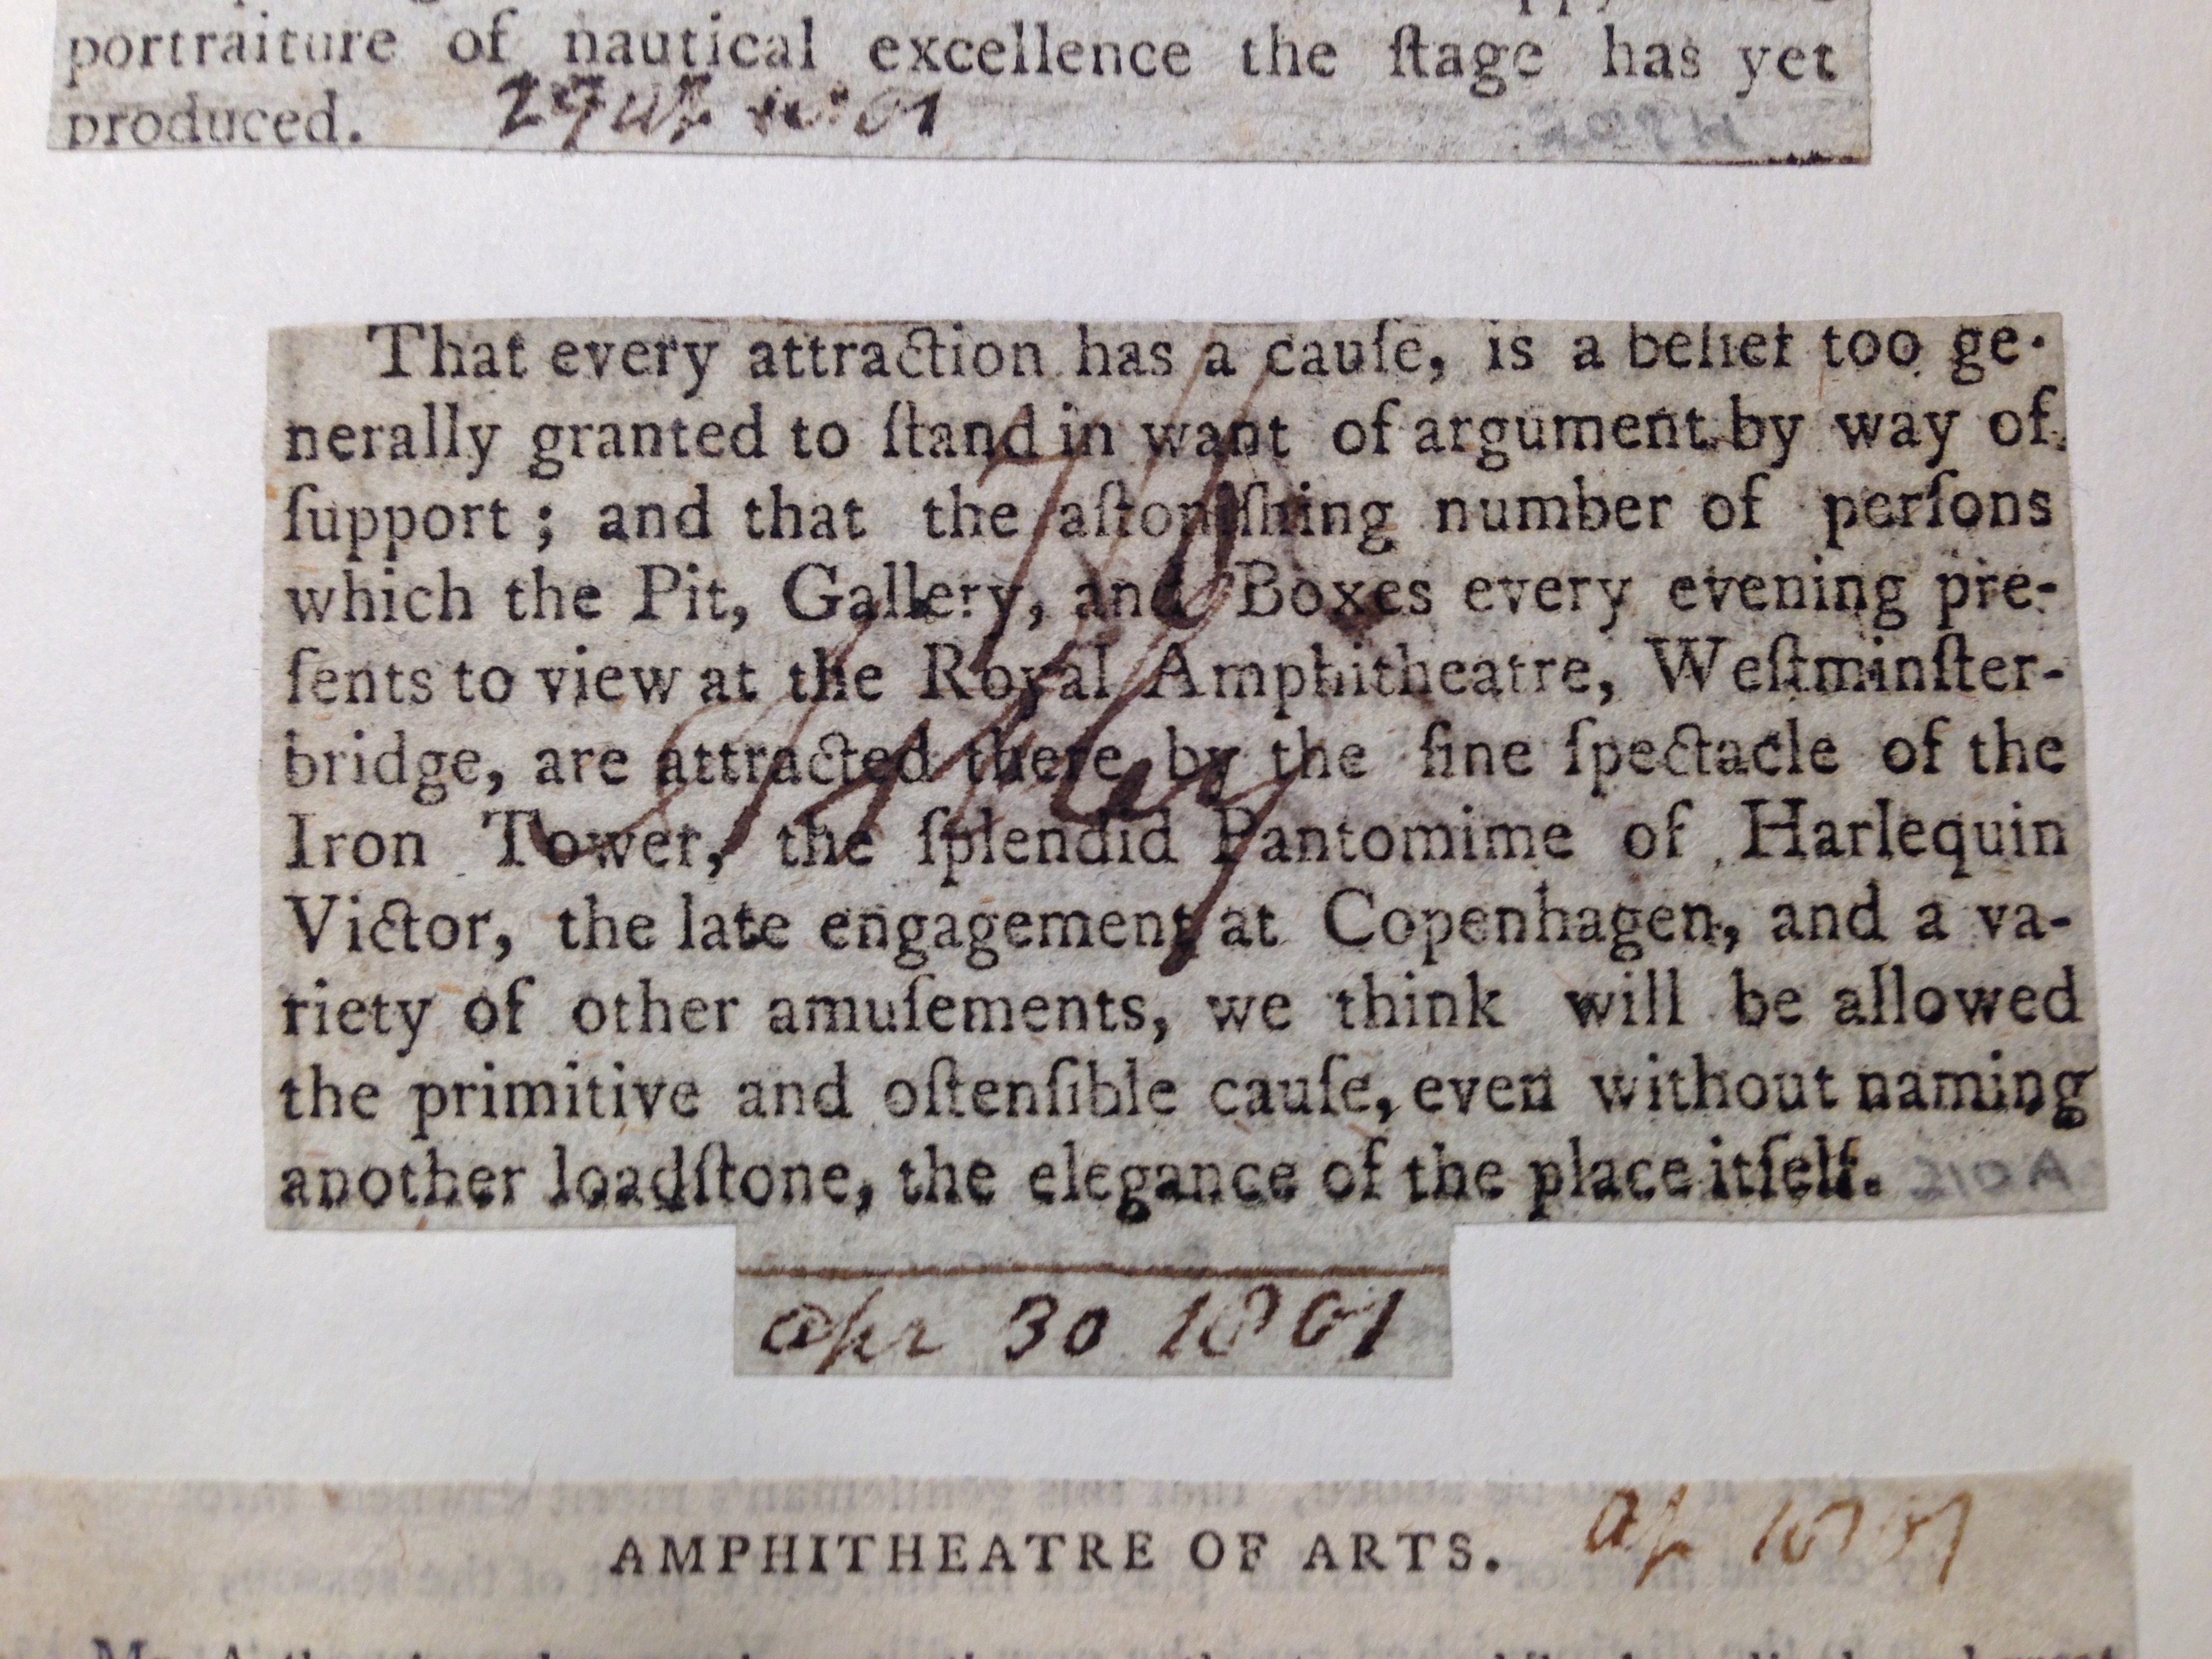 portraiture of nautical excellence the ſtage has yet
produced.
That every attraction has a cauſe, is a belief too ge-
nerally granted to ſtand in want of argument by way of
ſupport; and that the aſtoniſhing number of perſons
which the Pit, Gallery, and Boxes every evening pre-
ſents to view at the Royal Amphitheatre, Weſtminſter-
bridge, are attracted there by the fine ſpectacle of the
Iron Tower, the ſplendid Pantomime of Harlequin
Victor, the late engagement at Copenhagen, and a va-
riety of other amuſements, we think will be allowed
the primitive and oſtenſible cauſe, even without naming
another loadſtone, the elegance of the place itſelf.
apr 30 1801
AMPHITHEATRE OF ARTS.